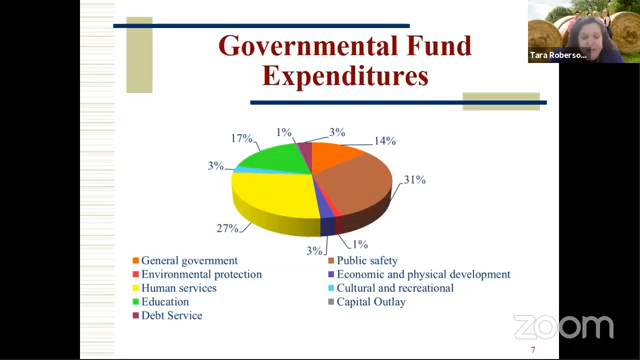 Governmental Fund
Expenditures
Tara Roberso...
17%
1%
3%
14%
3%
31%
27%
3%
1%
General government
Public safety
Environmental protection
Economic and physical development
Human services
Cultural and recreational
Education
Capital Outlay
Debt Service
zoom
7